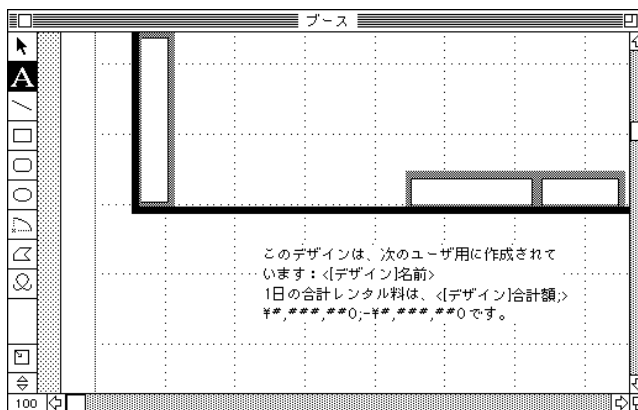 ブース
A
このデザインは、次のユーザ用に作成されて
います：<[デザイン]名前>
1日の合計レンタル料は、<[デザイン]合計額;>
¥#,###,##0;-¥#,###,##0です。
100